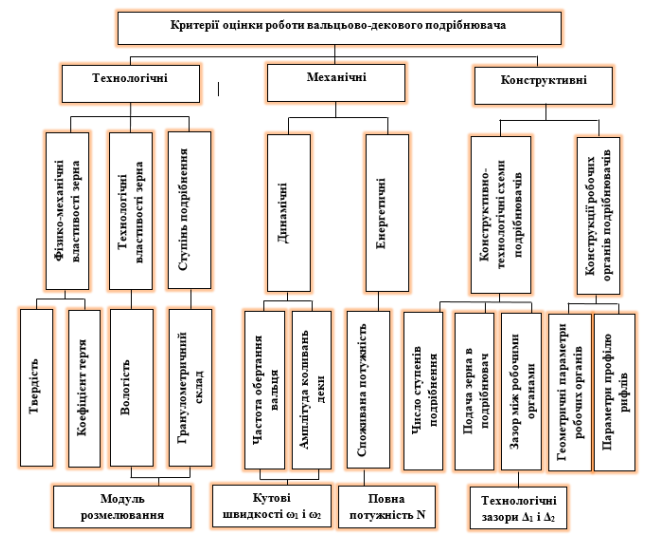 Критерії оцінки роботи вальцьово-декового подрібнювача
Технологічні
Механічні
Конструктивні
Фізико-механічні
властивості зерна
Технологічні
властивості зерна
Ступінь подрібнення
Динамічні
Енергетичні
Конструктивно-
технологічні схеми
подрібнювачів
Конструкції робочих
органів подрібнювачів
Твердість
Коефіцієнт тертя
Вологість
Гранулометричний
склад
Частота обертання
вальця
Амплітуда коливань
деки
Споживана потужність
Число ступенів
подрібнення
Подача зерна в
подрібнювач
Зазор між робочими
органами
Геометричні параметри
робочих органів
Параметри профілю
рифлів
Модуль
розмелювання
Кутові
швидкості ω₁ і ω₂
Повна
потужність N
Технологічні
зазори Δ₁ і Δ₂